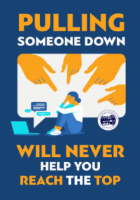 PULLING
SOMEONE DOWN
WILL NEVER
HELP YOU
REACH THE TOP